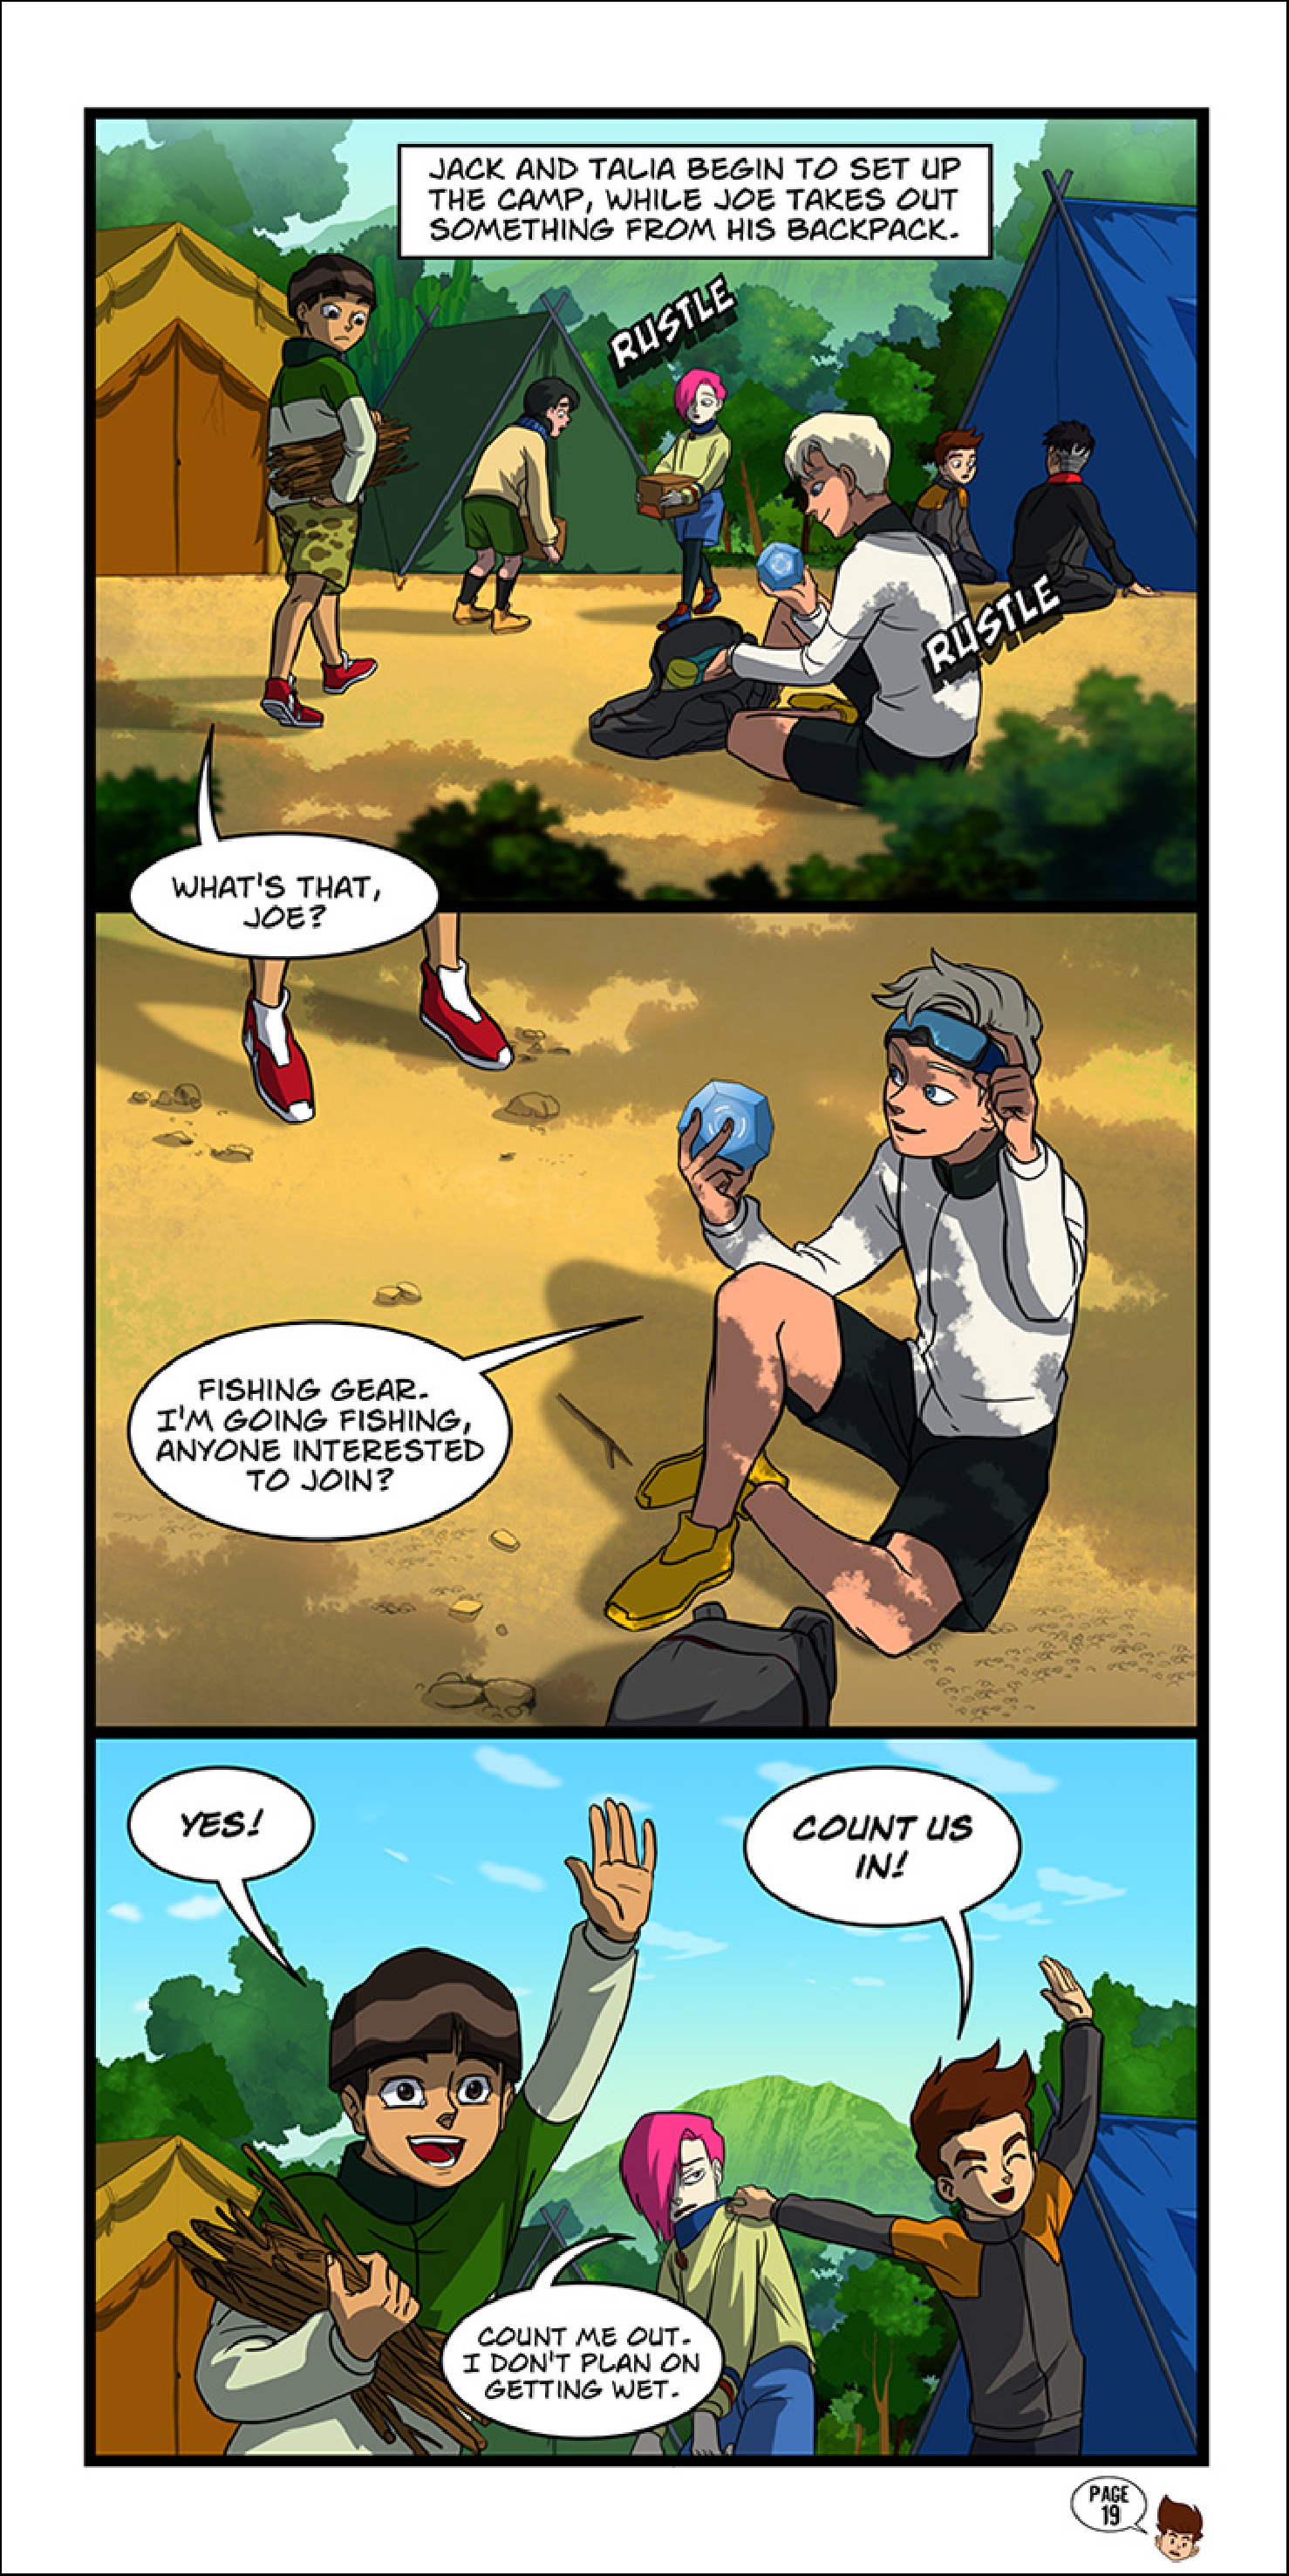 JACK AND TALIA BEGIN TO SET UP
THE CAMP, WHILE JOE TAKES OUT
SOMETHING FROM HIS BACKPACK.
RUSTLE
RUSTLE
WHAT'S THAT,
JOE?
FISHING GEAR.
I'M GOING FISHING,
ANYONE INTERESTED
TO JOIN?
YES!
COUNT US
IN!
COUNT ME OUT.
I DON'T PLAN ON
GETTING WET.
PAGE
19